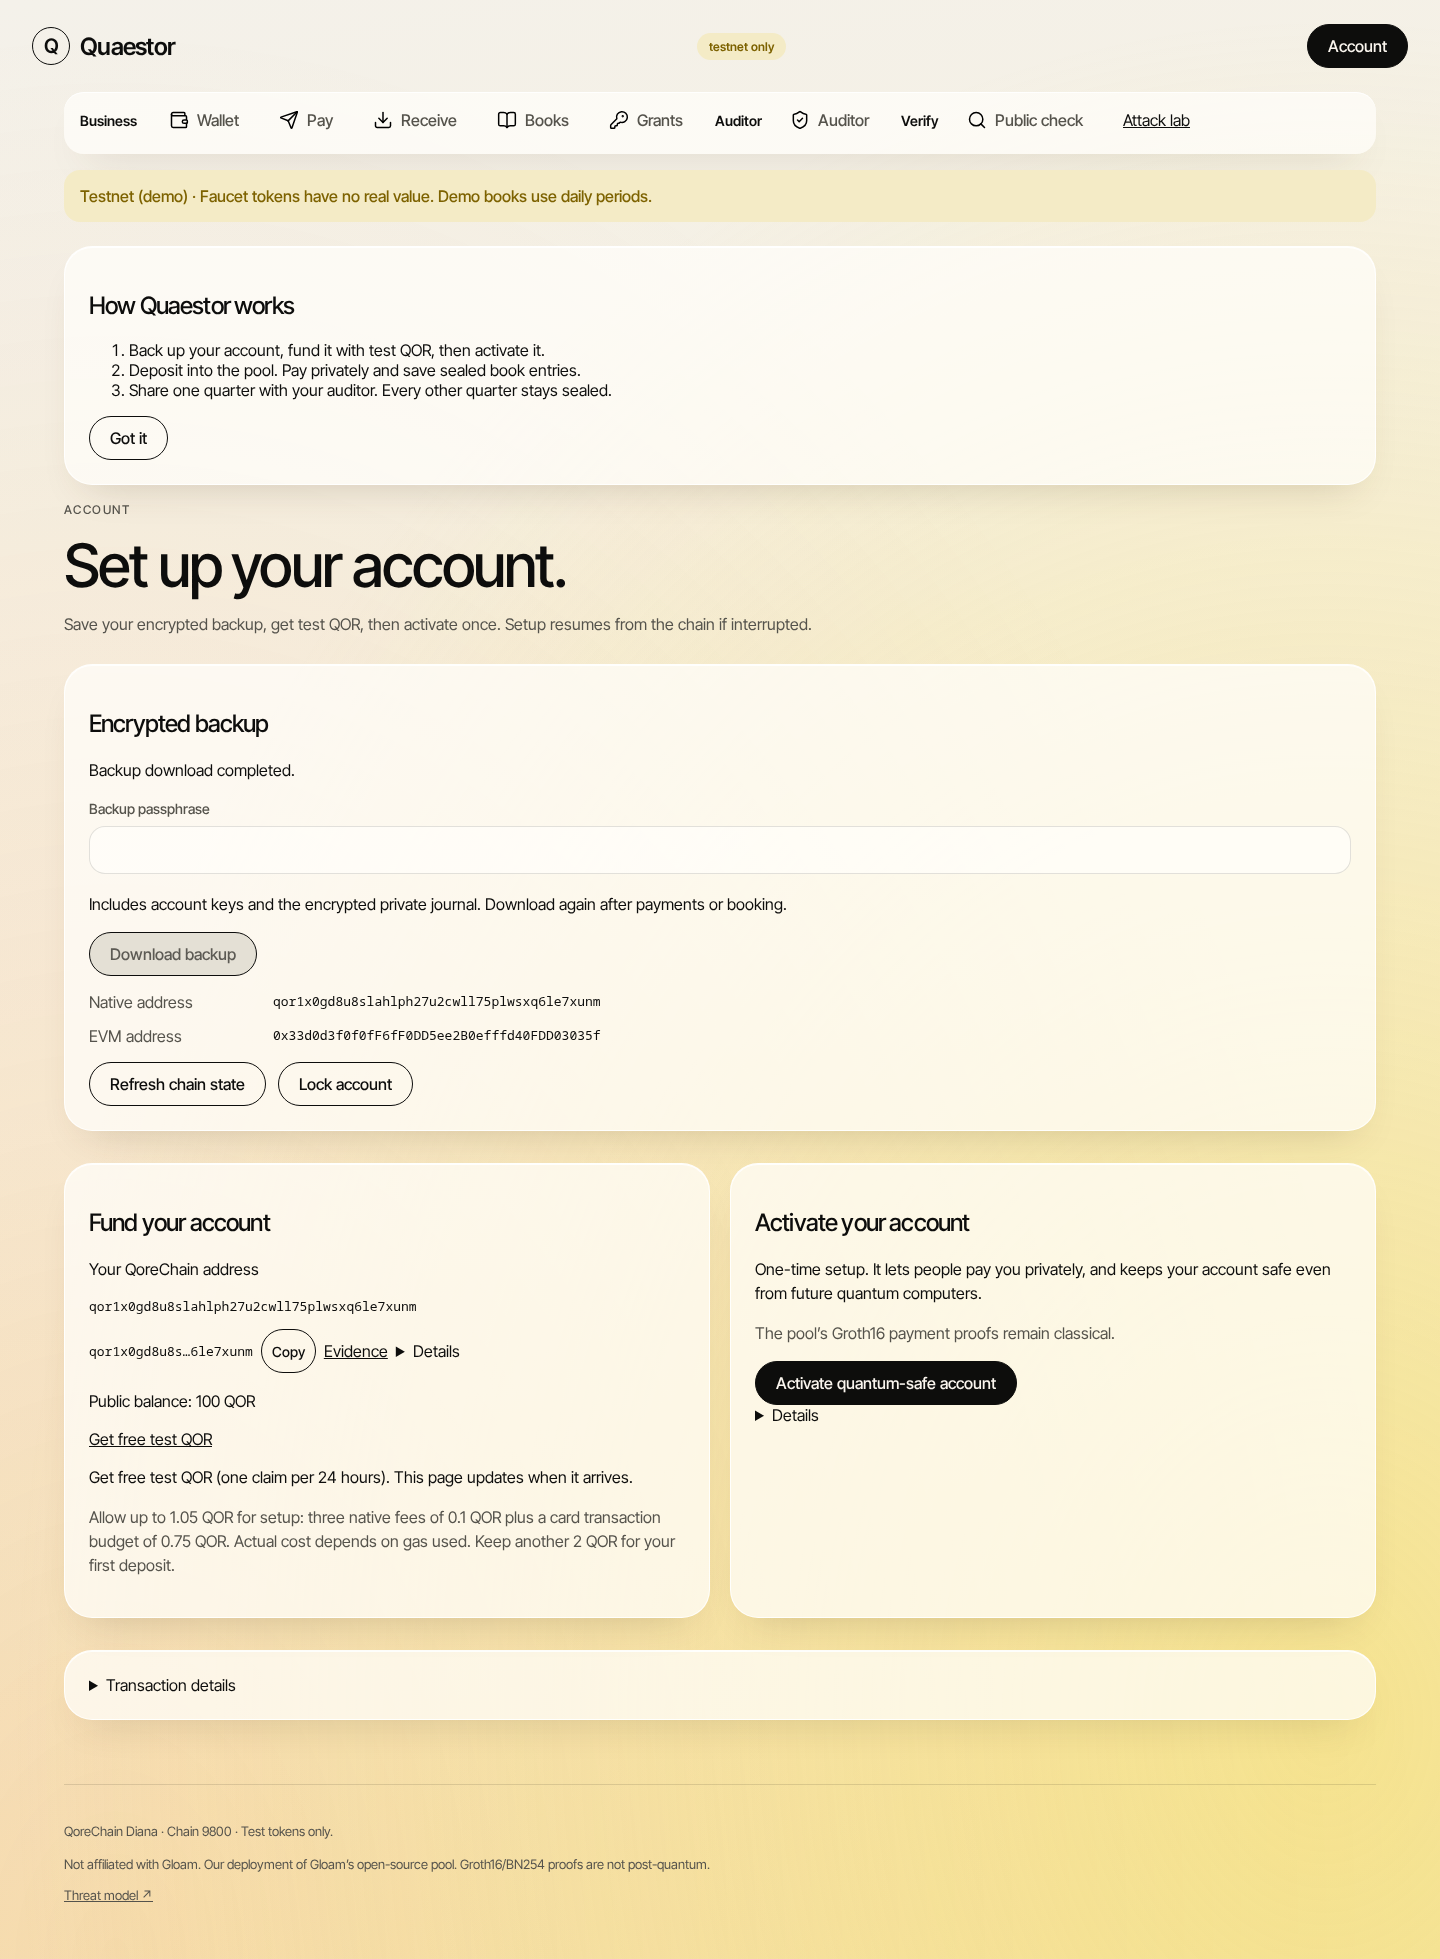 Q Quaestor
testnet only
Account
Business Wallet Pay Receive Books Grants Auditor Auditor Verify Public check Attack lab
Testnet (demo) · Faucet tokens have no real value. Demo books use daily periods.
How Quaestor works
1. Back up your account, fund it with test QOR, then activate it.
2. Deposit into the pool. Pay privately and save sealed book entries.
3. Share one quarter with your auditor. Every other quarter stays sealed.
Got it
ACCOUNT
Set up your account.
Save your encrypted backup, get test QOR, then activate once. Setup resumes from the chain if interrupted.
Encrypted backup
Backup download completed.
Backup passphrase
Includes account keys and the encrypted private journal. Download again after payments or booking.
Download backup
Native address qor1x0gd8u8slahlph27u2cwll75plwsxq6le7xunm
EVM address 0x33d0d3f0f0fF6fF0DD5ee2B0efffd40FDD03035f
Refresh chain state Lock account
Fund your account
Your QoreChain address
qor1x0gd8u8slahlph27u2cwll75plwsxq6le7xunm
qor1x0gd8u8s…6le7xunm Copy Evidence ▶ Details
Public balance: 100 QOR
Get free test QOR
Get free test QOR (one claim per 24 hours). This page updates when it arrives.
Allow up to 1.05 QOR for setup: three native fees of 0.1 QOR plus a card transaction
budget of 0.75 QOR. Actual cost depends on gas used. Keep another 2 QOR for your
first deposit.
Activate your account
One-time setup. It lets people pay you privately, and keeps your account safe even
from future quantum computers.
The pool’s Groth16 payment proofs remain classical.
Activate quantum-safe account
▶ Details
▶ Transaction details
QoreChain Diana · Chain 9800 · Test tokens only.
Not affiliated with Gloam. Our deployment of Gloam’s open-source pool. Groth16/BN254 proofs are not post-quantum.
Threat model ↗